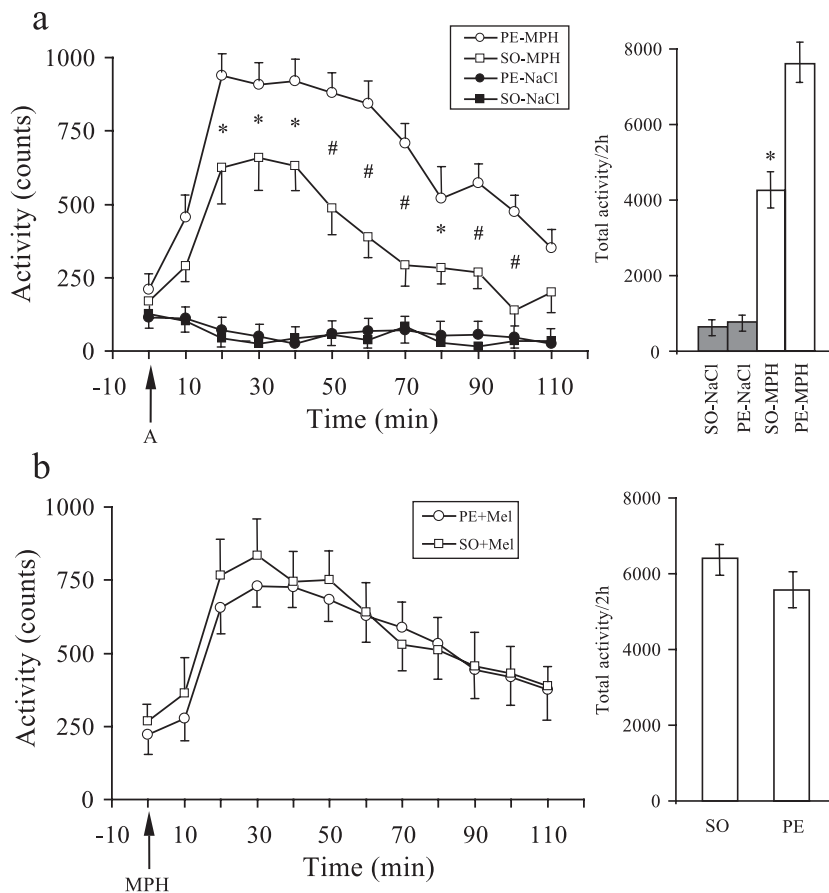 a
PE-MPH
SO-MPH
PE-NaCl
SO-NaCl
Activity (counts)
1000
750
500
250
0
* * * # # # * # #
-10 10 30 50 70 90 110
Time (min)
A
Total activity/2h
8000
6000
4000
2000
0
*
SO-NaCl
PE-NaCl
SO-MPH
PE-MPH
b
PE+Mel
SO+Mel
Activity (counts)
1000
750
500
250
0
-10 10 30 50 70 90 110
Time (min)
MPH
Total activity/2h
8000
6000
4000
2000
0
SO PE